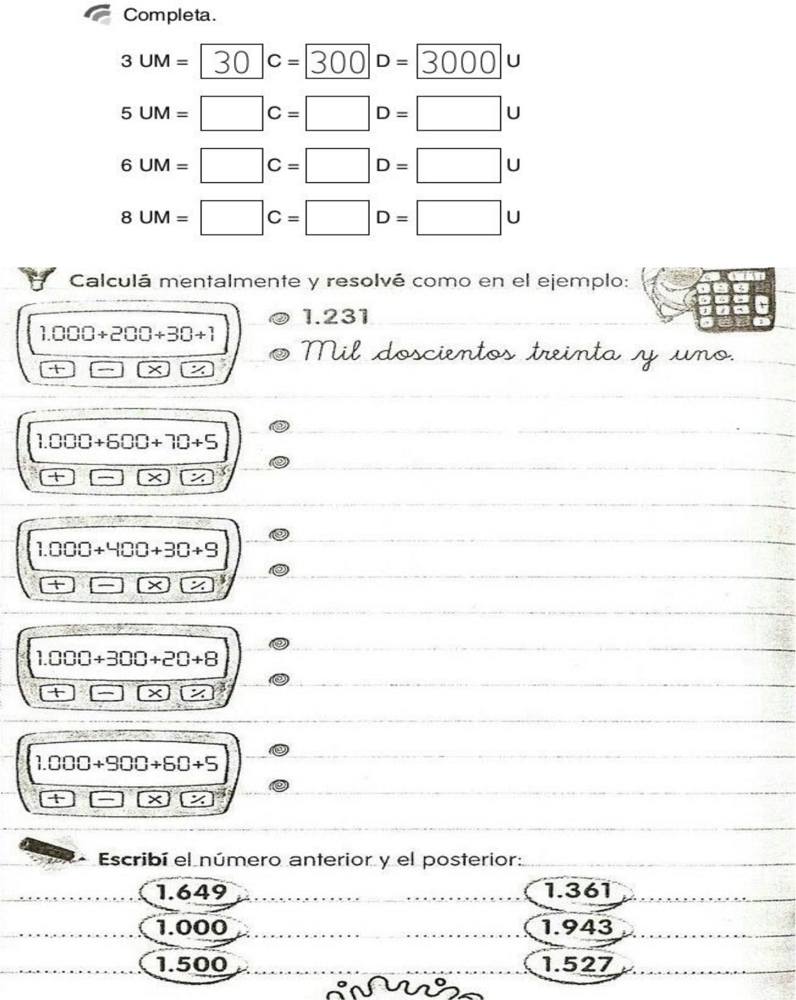 Completa.
3 UM = 30 C = 300 D = 3000 U
5 UM = C = D = U
6 UM = C = D = U
8 UM = C = D = U
Calculá mentalmente y resolvé como en el ejemplo:
1.000+200+30+1
1.231
Mil doscientos treinta y uno.
+ − × ⁒
1.000+600+70+5
+ − × ⁒
1.000+400+30+9
+ − × ⁒
1.000+300+20+8
+ − × ⁒
1.000+900+60+5
+ − × ⁒
Escribí el número anterior y el posterior:
1.649 1.361
1.000 1.943
1.500 1.527